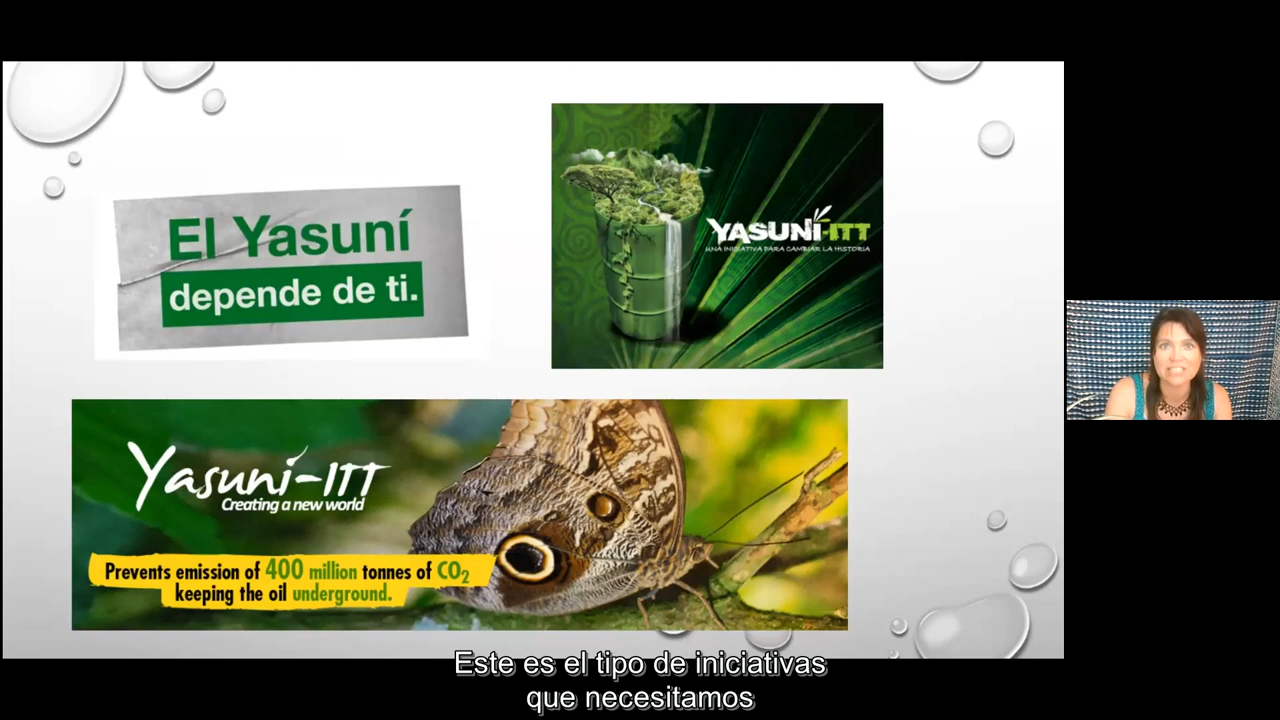 El Yasuní
depende de ti.
YASUNI-ITT
UNA INICIATIVA PARA CAMBIAR LA HISTORIA
Yasuní-ITT
Creating a new world
Prevents emission of 400 million tonnes of CO₂
keeping the oil underground.
Este es el tipo de iniciativas
que necesitamos